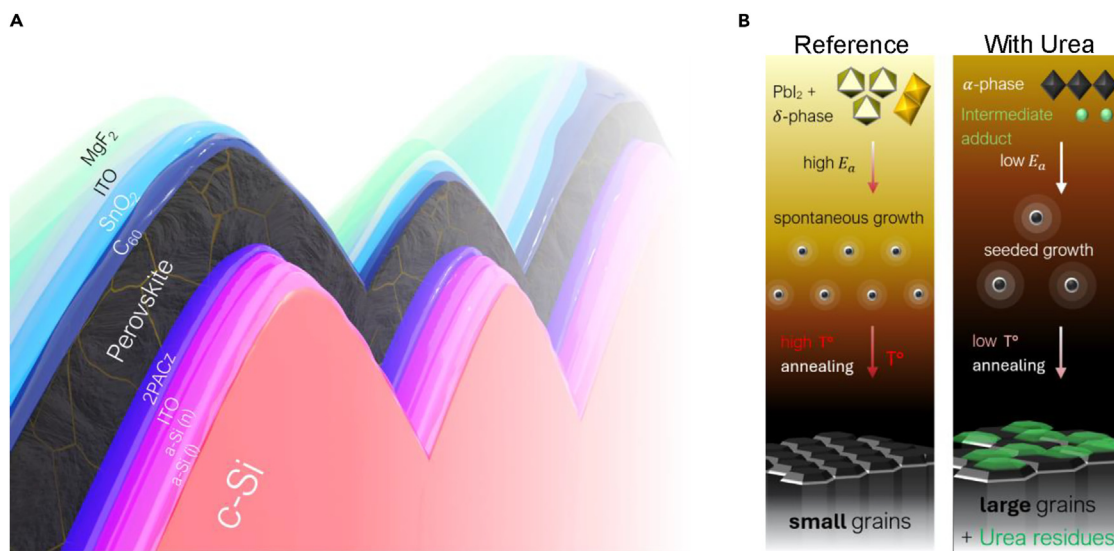 A
MgF₂
ITO
SnO₂
C₆₀
Perovskite
2PACz
ITO
a-Si (n)
a-Si (i)
c-Si
B
Reference
PbI₂ +
δ-phase
high Eₐ
spontaneous growth
high T°
annealing
T°
small grains
With Urea
α-phase
Intermediate
adduct
low Eₐ
seeded growth
low T°
annealing
large grains
+ Urea residues